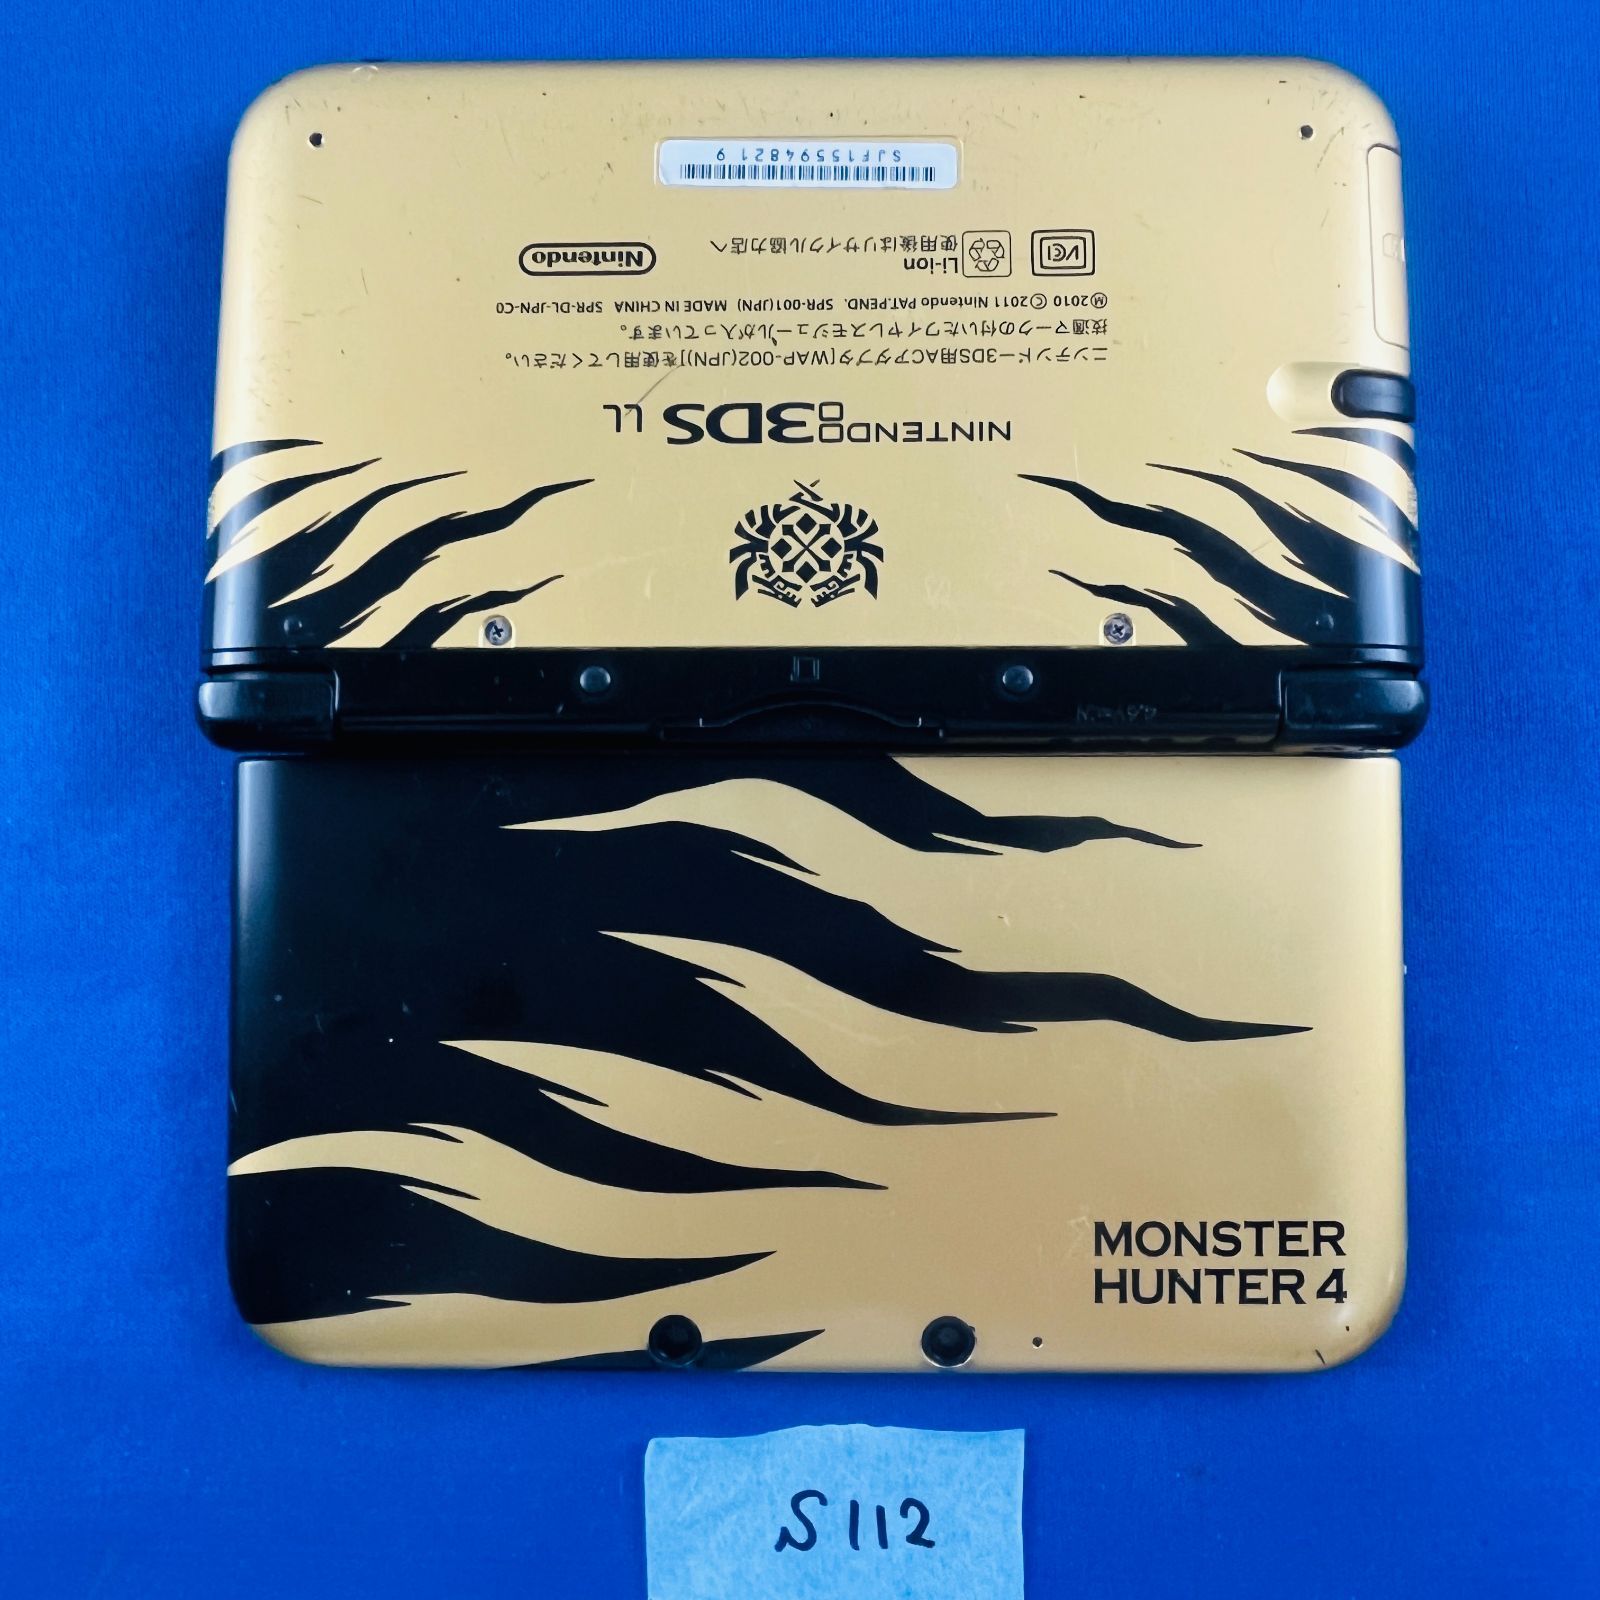 SJF15594821 9
Nintendo
Li-ion
使用後はリサイクル協力店へ
VCI
Ⓜ2010 Ⓒ2011 Nintendo PAT.PEND. SPR-001(JPN) MADE IN CHINA SPR-DL-JPN-C0
技適マークの付いたワイヤレスモジュールが入っています。
ニンテンドー3DS用ACアダプタ[WAP-002(JPN)]を使用してください。
NINTENDO 3DS LL
MONSTER
HUNTER 4
S112